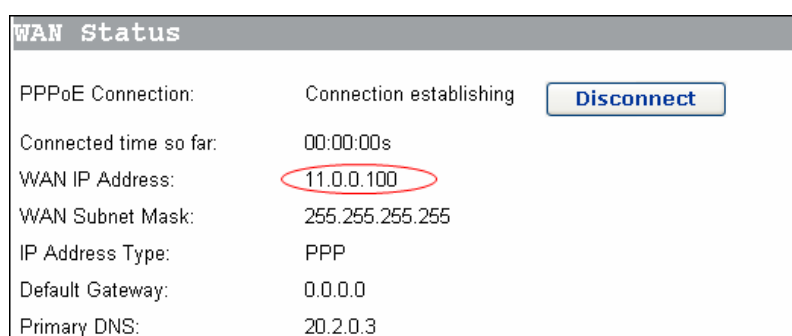 WAN Status
PPPoE Connection: Connection establishing Disconnect
Connected time so far: 00:00:00s
WAN IP Address: 11.0.0.100
WAN Subnet Mask: 255.255.255.255
IP Address Type: PPP
Default Gateway: 0.0.0.0
Primary DNS: 20.2.0.3